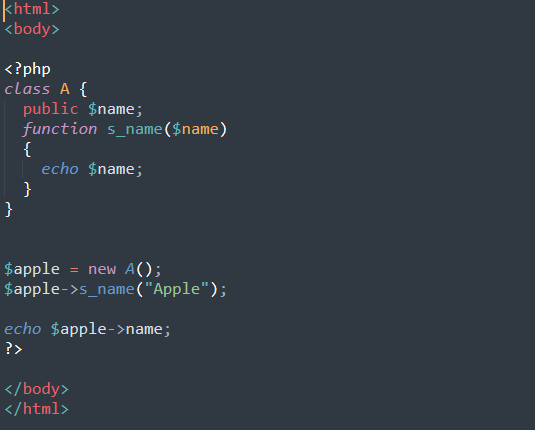 <html>
<body>
<?php
class A {
public $name;
function s_name($name)
{
echo $name;
}
}
$apple = new A();
$apple->s_name("Apple");
echo $apple->name;
?>
</body>
</html>